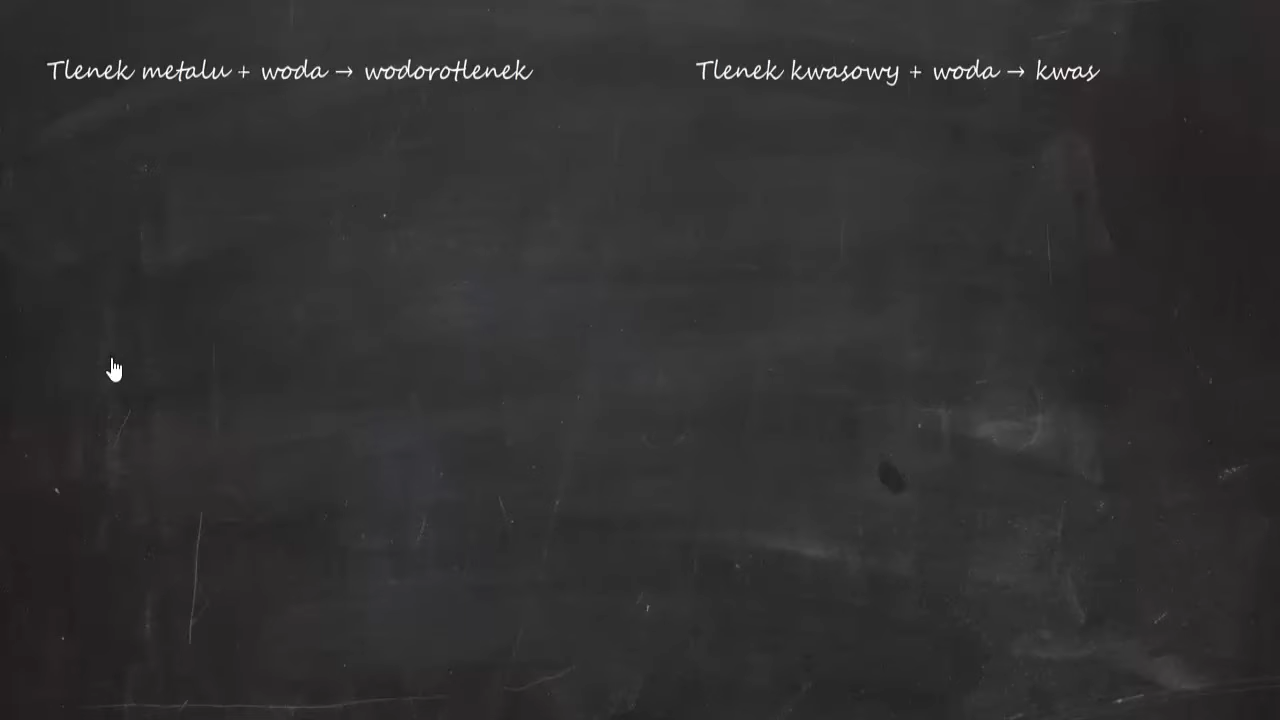 Tlenek metalu + woda → wodorotlenek
Tlenek kwasowy + woda → kwas